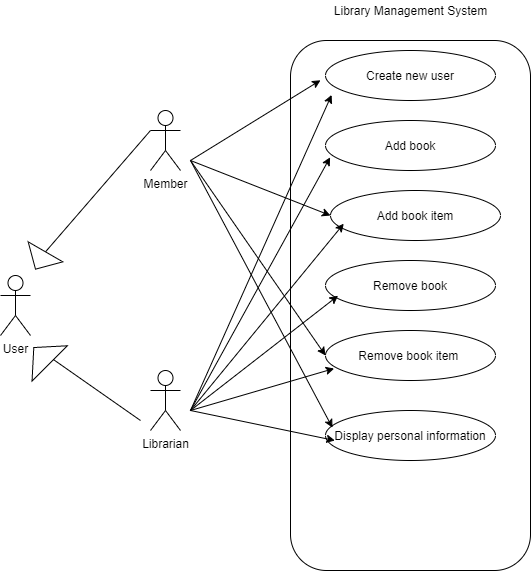 Library Management System
Create new user
Add book
Member
Add book item
Remove book
User
Remove book item
Librarian
Display personal information